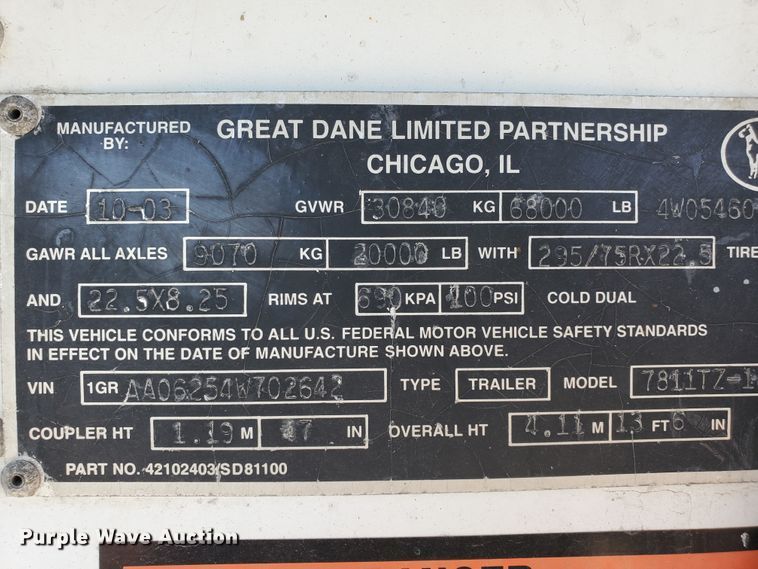 MANUFACTURED BY: GREAT DANE LIMITED PARTNERSHIP
CHICAGO, IL
DATE 10-03 GVWR 30840 KG 68000 LB 4W05460
GAWR ALL AXLES 9070 KG 20000 LB WITH 295/75RX22.5 TIRE
AND 22.5X8.25 RIMS AT 690 KPA 100 PSI COLD DUAL
THIS VEHICLE CONFORMS TO ALL U.S. FEDERAL MOTOR VEHICLE SAFETY STANDARDS
IN EFFECT ON THE DATE OF MANUFACTURE SHOWN ABOVE.
VIN 1GR AA06254W702642 TYPE TRAILER MODEL 7811TZ-1
COUPLER HT 1.19 M 47 IN OVERALL HT 4.11 M 13 FT 6 IN
PART NO. 42102403/SD81100
Purple Wave Auction